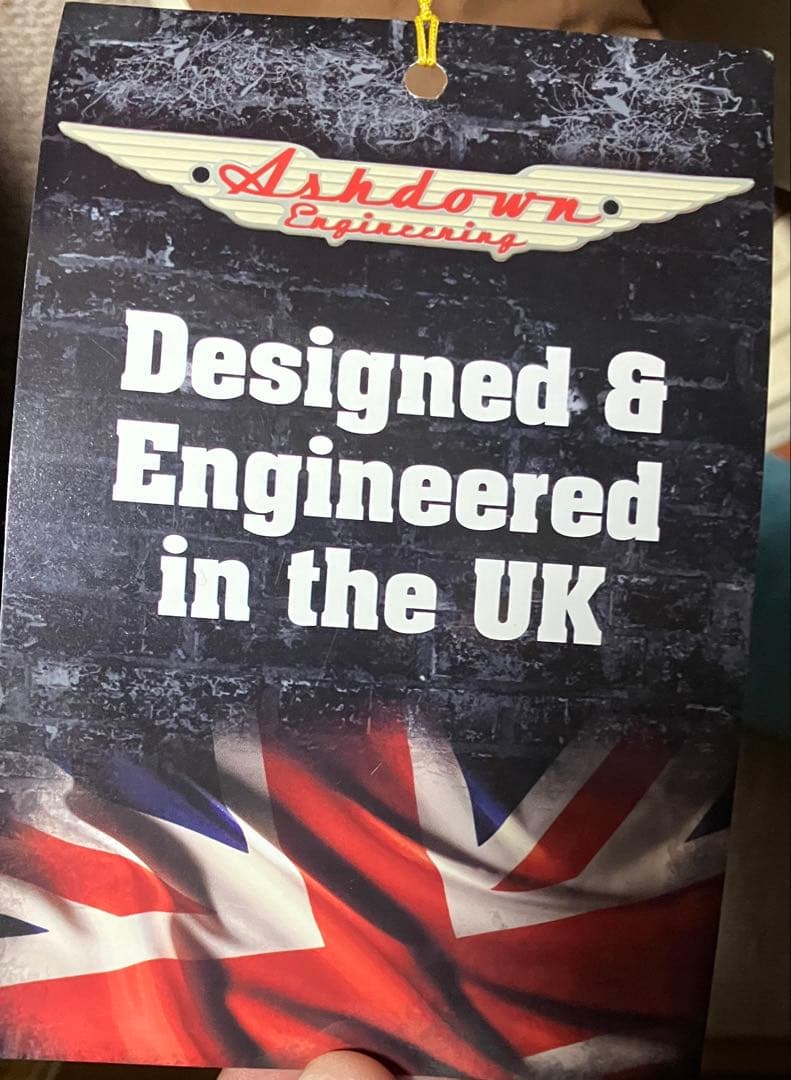 Ashdown
Engineering
Designed &
Engineered
in the UK